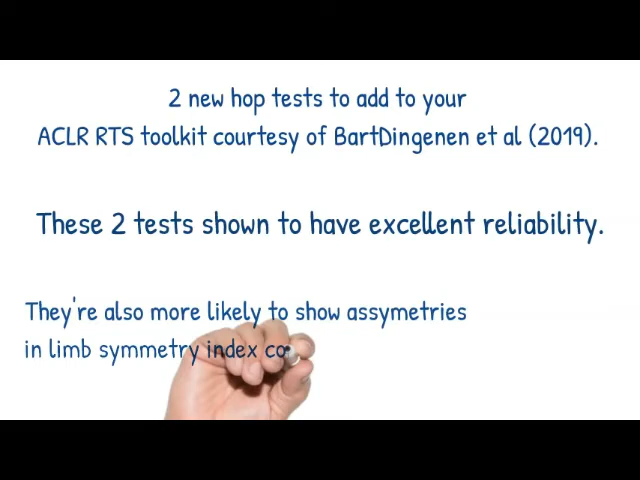 2 new hop tests to add to your
ACLR RTS toolkit courtesy of BartDingenen et al (2019).
These 2 tests shown to have excellent reliability.
They're also more likely to show assymetries
in limb symmetry index co